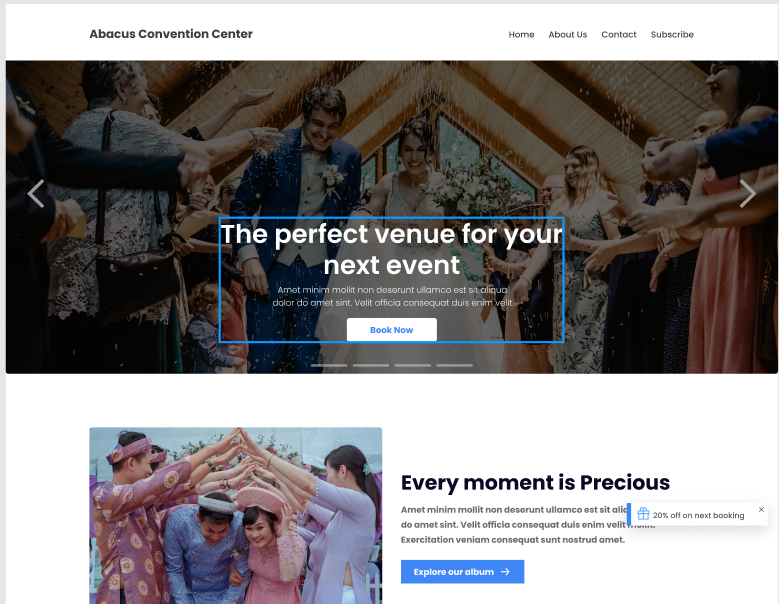 Abacus Convention Center
Home About Us Contact Subscribe
The perfect venue for your
next event
Amet minim mollit non deserunt ullamco est sit aliqua
dolor do amet sint. Velit officia consequat duis enim velit
Book Now
Every moment is Precious
Amet minim mollit non deserunt ullamco est sit
do amet sint. Velit officia consequat duis enim velit mollit.
Exercitation veniam consequat sunt nostrud amet.
20% off on next booking
Explore our album